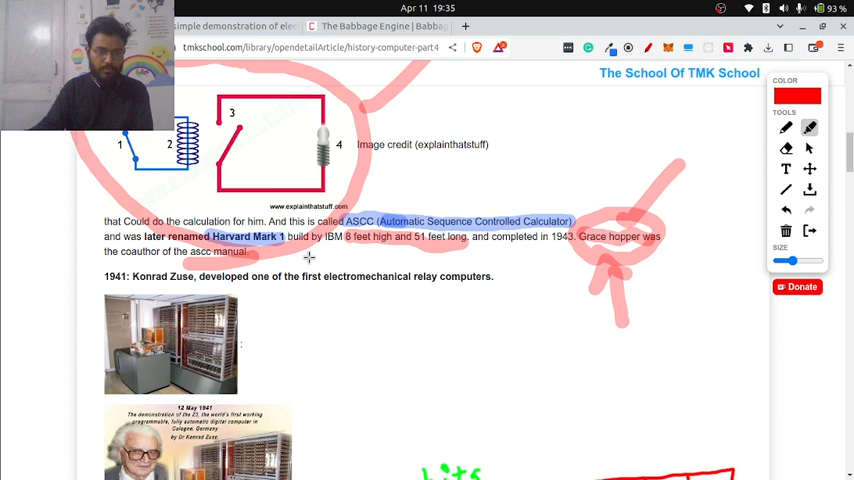 Apr 11 19:35
93 %
simple demonstration of elec
The Babbage Engine | Babbag
tmkschool.com/library/opendetailArticle/history-computer-part4
The School Of TMK School
COLOR
TOOLS
SIZE
Donate
3
1
2
4
Image credit (explainthatstuff)
www.explainthatstuff.com
that Could do the calculation for him. And this is called ASCC (Automatic Sequence Controlled Calculator)
and was later renamed Harvard Mark 1 build by IBM 8 feet high and 51 feet long. and completed in 1943. Grace hopper was
the coauthor of the ascc manual.
1941: Konrad Zuse, developed one of the first electromechanical relay computers.
:
12 May 1941
The demonstration of the Z3, the world's first working
programmable, fully automatic digital computer in
Cologne, Germany
by Dr Konrad Zuse.
bits